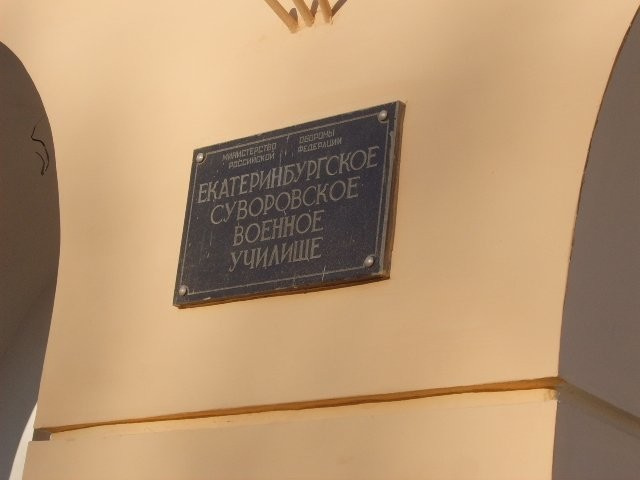 МИНИСТЕРСТВО ОБОРОНЫ
РОССИЙСКОЙ ФЕДЕРАЦИИ
ЕКАТЕРИНБУРГСКОЕ
СУВОРОВСКОЕ
ВОЕННОЕ
УЧИЛИЩЕ